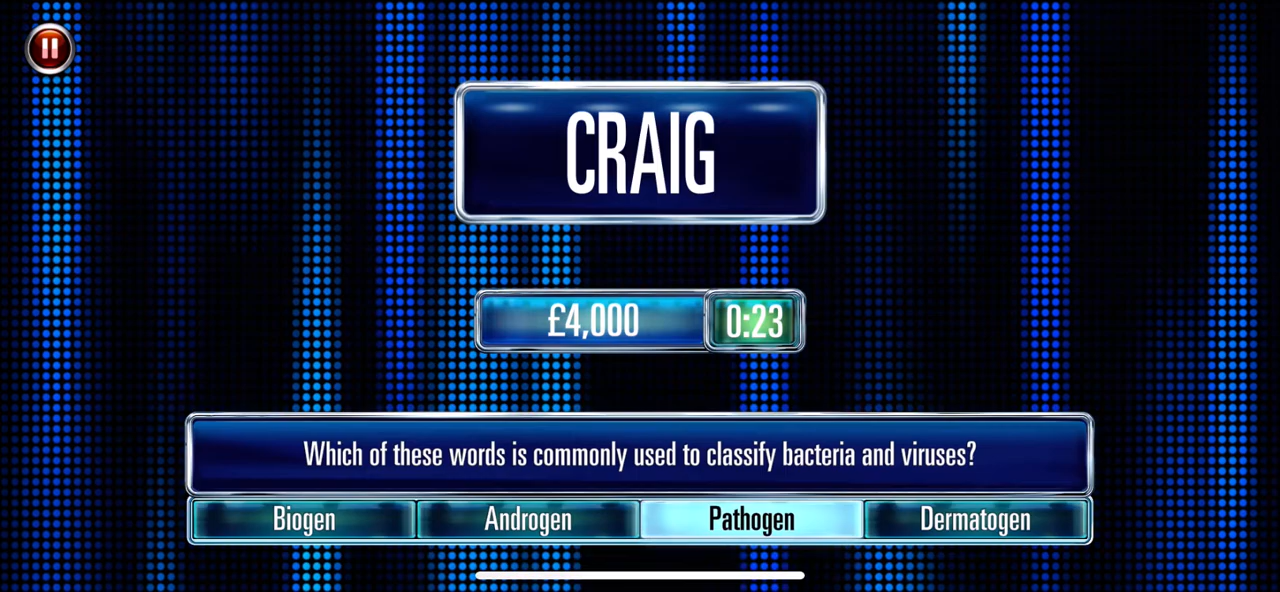 CRAIG
£4,000 0:23
Which of these words is commonly used to classify bacteria and viruses?
Biogen Androgen Pathogen Dermatogen